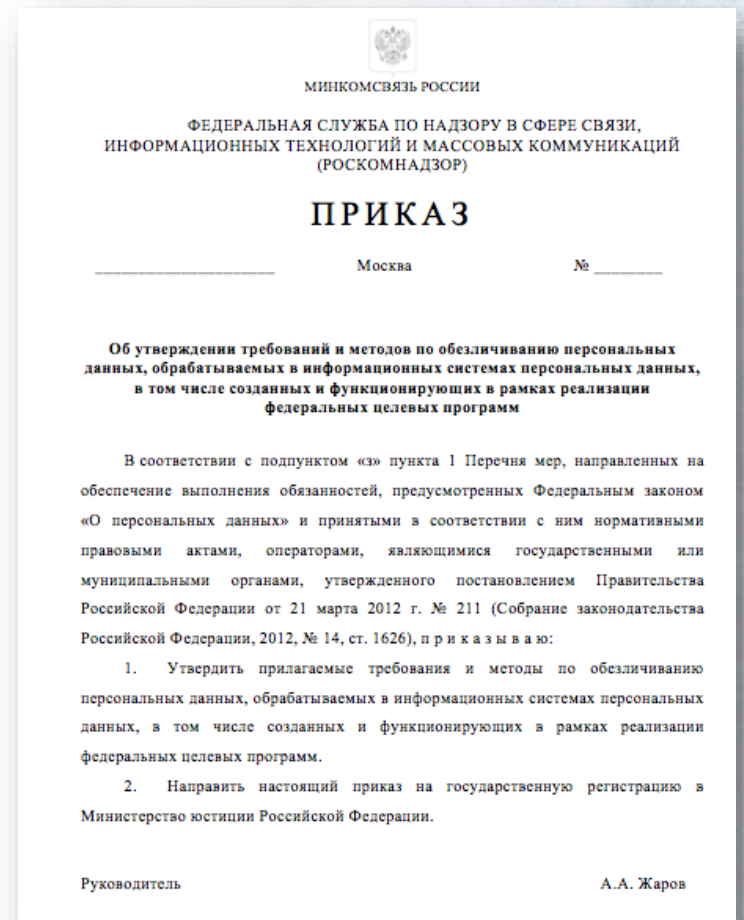 МИНКОМСВЯЗЬ РОССИИ
ФЕДЕРАЛЬНАЯ СЛУЖБА ПО НАДЗОРУ В СФЕРЕ СВЯЗИ,
ИНФОРМАЦИОННЫХ ТЕХНОЛОГИЙ И МАССОВЫХ КОММУНИКАЦИЙ
(РОСКОМНАДЗОР)
ПРИКАЗ
_____________________ Москва № ________
Об утверждении требований и методов по обезличиванию персональных
данных, обрабатываемых в информационных системах персональных данных,
в том числе созданных и функционирующих в рамках реализации
федеральных целевых программ
В соответствии с подпунктом «з» пункта 1 Перечня мер, направленных на
обеспечение выполнения обязанностей, предусмотренных Федеральным законом
«О персональных данных» и принятыми в соответствии с ним нормативными
правовыми актами, операторами, являющимися государственными или
муниципальными органами, утвержденного постановлением Правительства
Российской Федерации от 21 марта 2012 г. № 211 (Собрание законодательства
Российской Федерации, 2012, № 14, ст. 1626), п р и к а з ы в а ю:
1. Утвердить прилагаемые требования и методы по обезличиванию
персональных данных, обрабатываемых в информационных системах персональных
данных, в том числе созданных и функционирующих в рамках реализации
федеральных целевых программ.
2. Направить настоящий приказ на государственную регистрацию в
Министерство юстиции Российской Федерации.
Руководитель А.А. Жаров